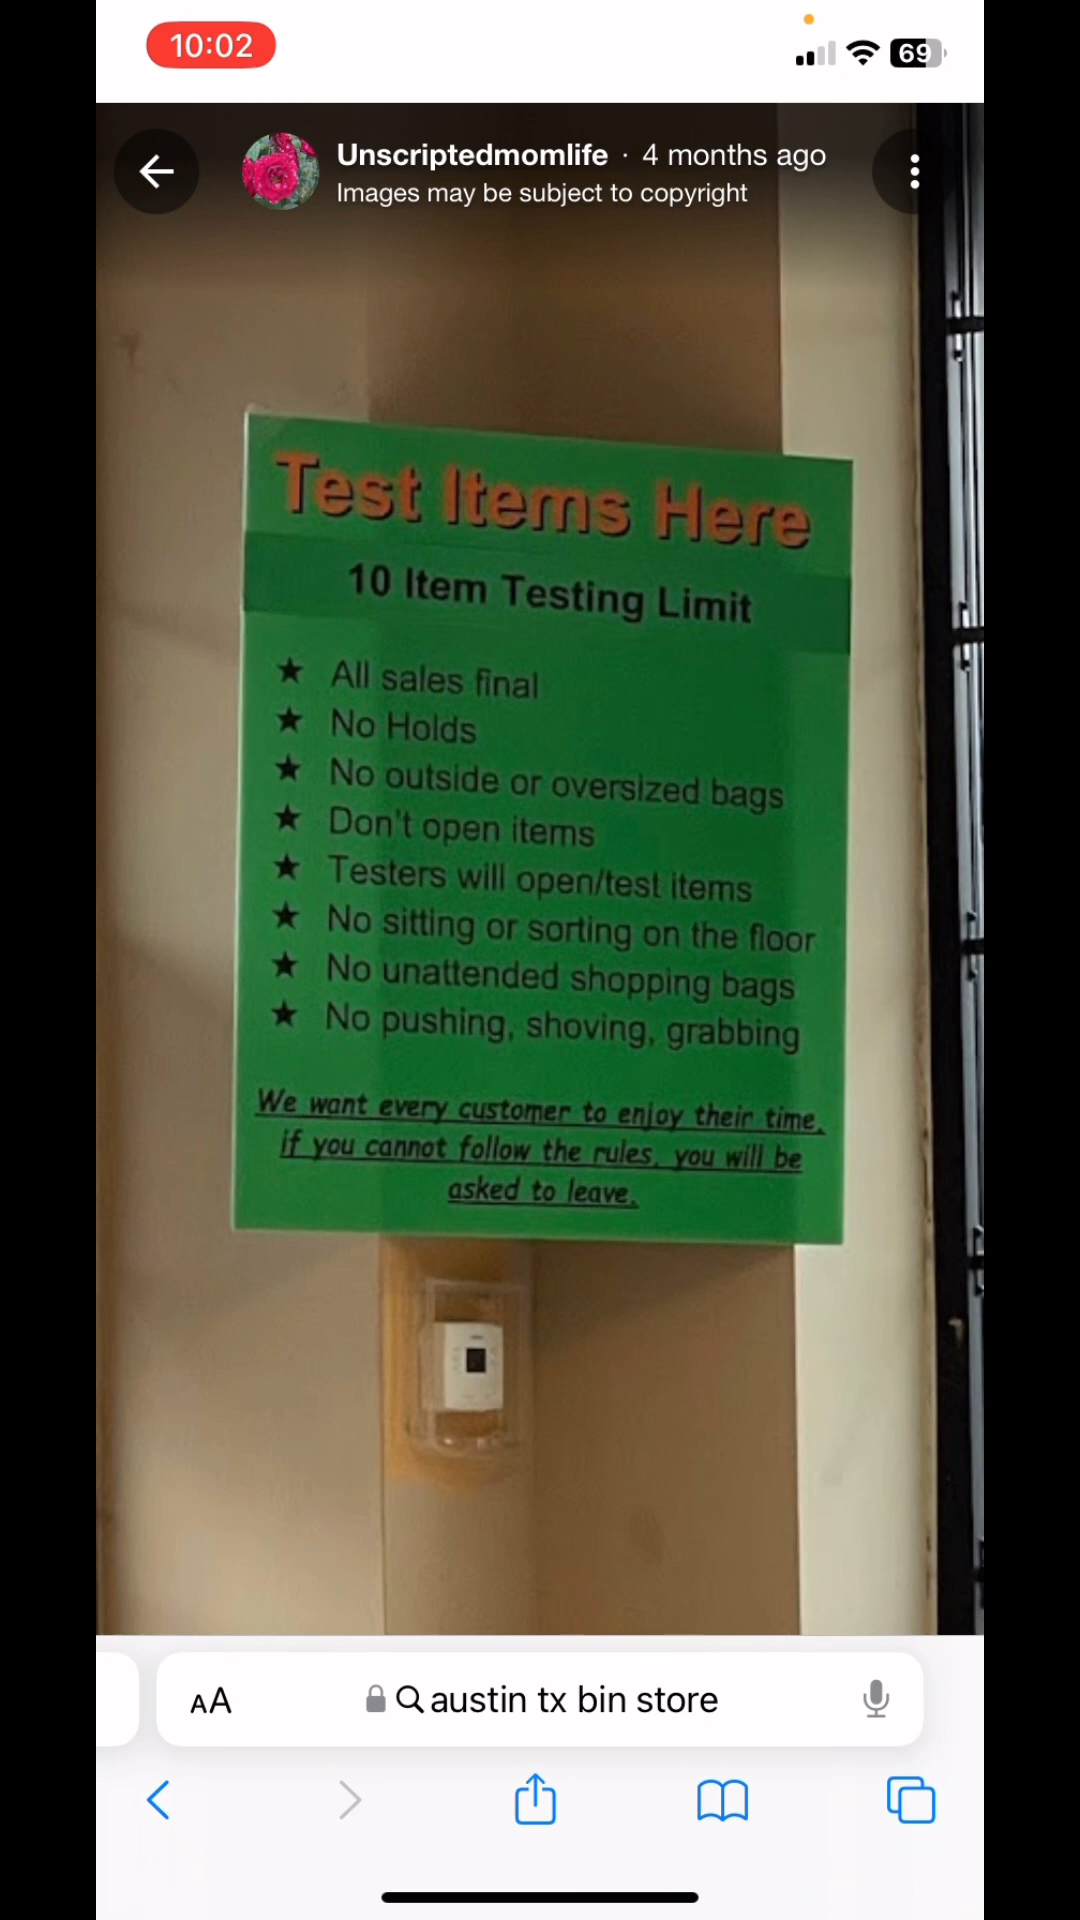 10:02
69
Unscriptedmomlife · 4 months ago
Images may be subject to copyright
Test Items Here
10 Item Testing Limit
★ All sales final
★ No Holds
★ No outside or oversized bags
★ Don't open items
★ Testers will open/test items
★ No sitting or sorting on the floor
★ No unattended shopping bags
★ No pushing, shoving, grabbing
We want every customer to enjoy their time,
if you cannot follow the rules, you will be
asked to leave.
AA austin tx bin store